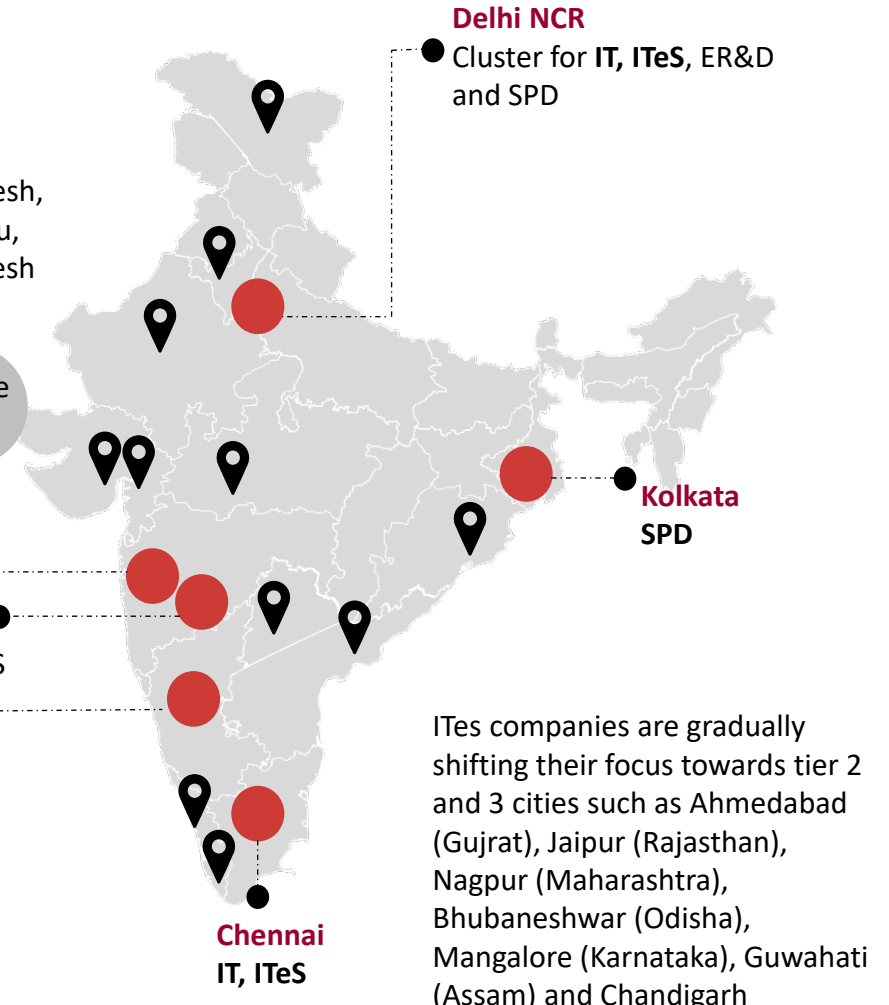 Delhi NCR
Cluster for IT, ITeS, ER&D
and SPD
Kolkata
SPD
ITes companies are gradually
shifting their focus towards tier 2
and 3 cities such as Ahmedabad
(Gujrat), Jaipur (Rajasthan),
Nagpur (Maharashtra),
Bhubaneshwar (Odisha),
Mangalore (Karnataka), Guwahati
(Assam) and Chandigarh
Chennai
IT, ITeS